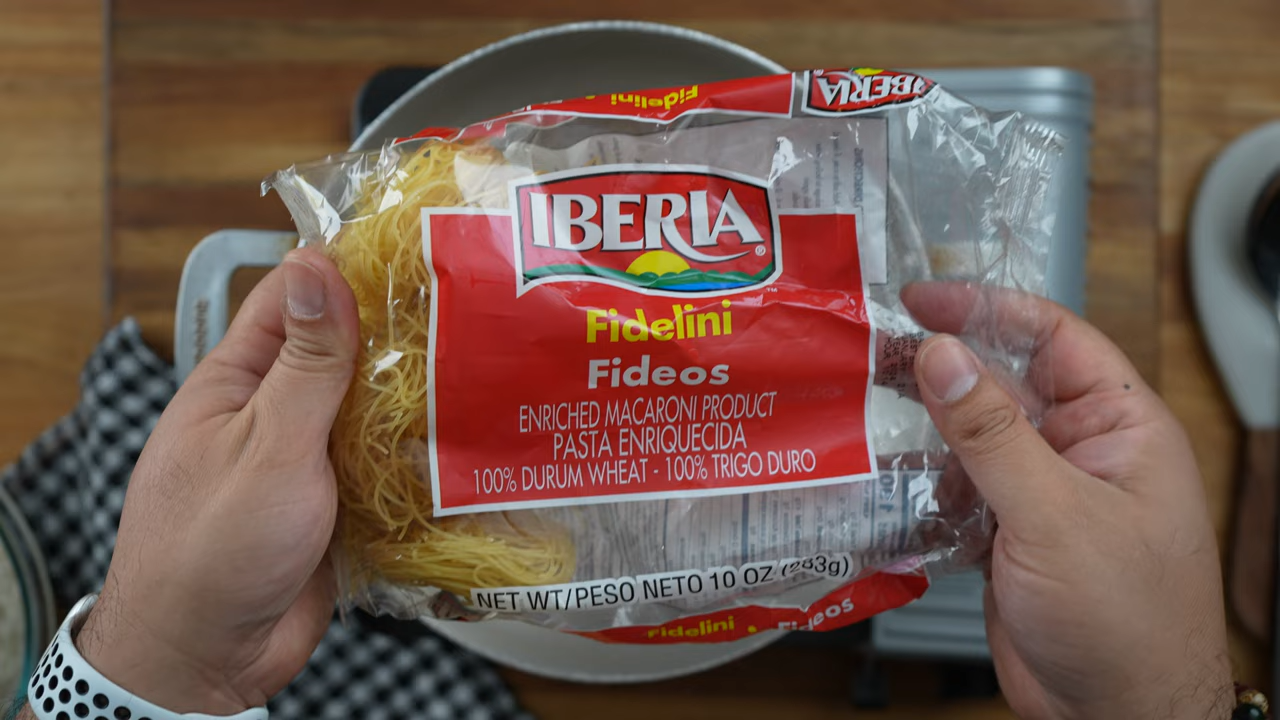 Fidelini
IBERIA
IBERIA®
Fidelini
Fideos
ENRICHED MACARONI PRODUCT
PASTA ENRIQUECIDA
100% DURUM WHEAT - 100% TRIGO DURO
NET WT/PESO NETO 10 OZ (283g)
Fidelini • Fideos